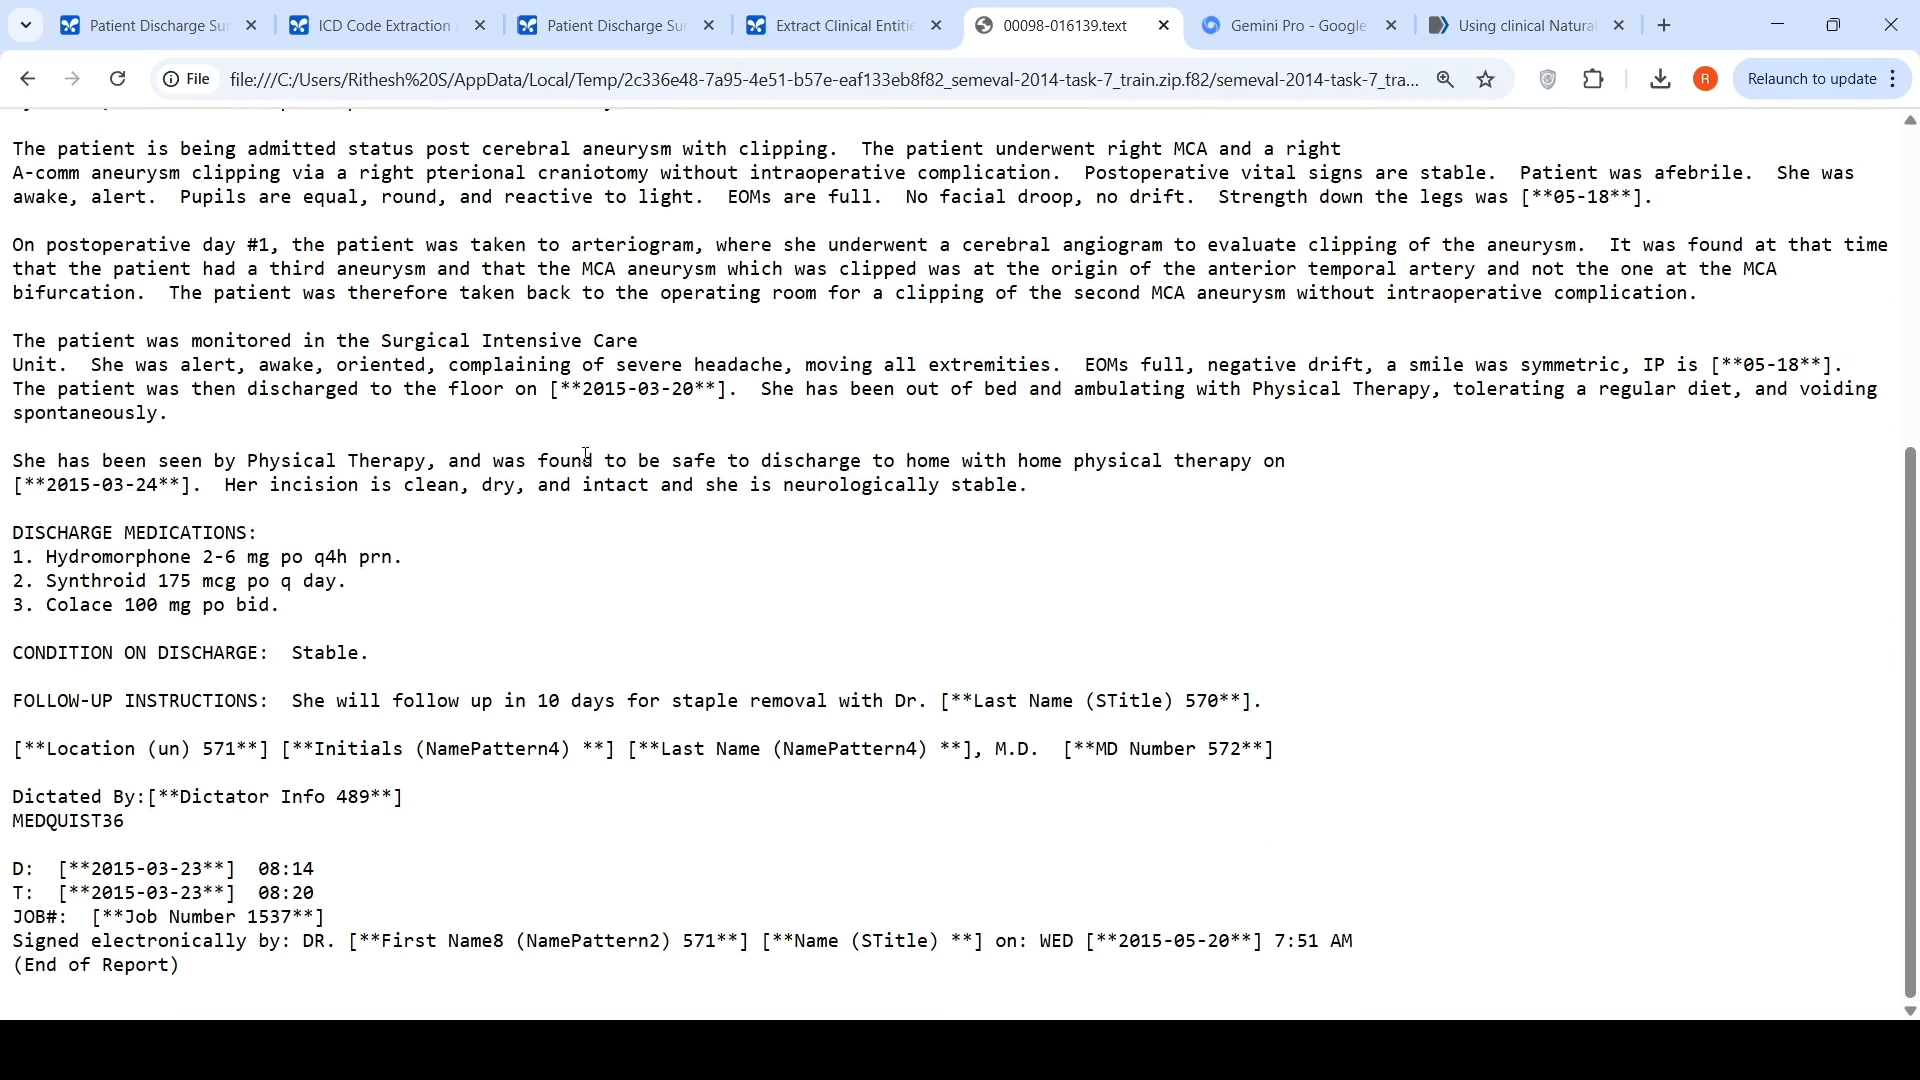 Patient Discharge Su
ICD Code Extraction
Patient Discharge Su
Extract Clinical Entitie
00098-016139.text
Gemini Pro - Google
Using clinical Natura
File
file:///C:/Users/Rithesh%20S/AppData/Local/Temp/2c336e48-7a95-4e51-b57e-eaf133eb8f82_semeval-2014-task-7_train.zip.f82/semeval-2014-task-7_tra...
R
Relaunch to update
The patient is being admitted status post cerebral aneurysm with clipping.  The patient underwent right MCA and a right
A-comm aneurysm clipping via a right pterional craniotomy without intraoperative complication.  Postoperative vital signs are stable.  Patient was afebrile.  She was
awake, alert.  Pupils are equal, round, and reactive to light.  EOMs are full.  No facial droop, no drift.  Strength down the legs was [**05-18**].
On postoperative day #1, the patient was taken to arteriogram, where she underwent a cerebral angiogram to evaluate clipping of the aneurysm.  It was found at that time
that the patient had a third aneurysm and that the MCA aneurysm which was clipped was at the origin of the anterior temporal artery and not the one at the MCA
bifurcation.  The patient was therefore taken back to the operating room for a clipping of the second MCA aneurysm without intraoperative complication.
The patient was monitored in the Surgical Intensive Care
Unit.  She was alert, awake, oriented, complaining of severe headache, moving all extremities.  EOMs full, negative drift, a smile was symmetric, IP is [**05-18**].
The patient was then discharged to the floor on [**2015-03-20**].  She has been out of bed and ambulating with Physical Therapy, tolerating a regular diet, and voiding
spontaneously.
She has been seen by Physical Therapy, and was found to be safe to discharge to home with home physical therapy on
[**2015-03-24**].  Her incision is clean, dry, and intact and she is neurologically stable.
DISCHARGE MEDICATIONS:
1. Hydromorphone 2-6 mg po q4h prn.
2. Synthroid 175 mcg po q day.
3. Colace 100 mg po bid.
CONDITION ON DISCHARGE:  Stable.
FOLLOW-UP INSTRUCTIONS:  She will follow up in 10 days for staple removal with Dr. [**Last Name (STitle) 570**].
[**Location (un) 571**] [**Initials (NamePattern4) **] [**Last Name (NamePattern4) **], M.D.  [**MD Number 572**]
Dictated By:[**Dictator Info 489**]
MEDQUIST36
D:  [**2015-03-23**]  08:14
T:  [**2015-03-23**]  08:20
JOB#:  [**Job Number 1537**]
Signed electronically by: DR. [**First Name8 (NamePattern2) 571**] [**Name (STitle) **] on: WED [**2015-05-20**] 7:51 AM
(End of Report)